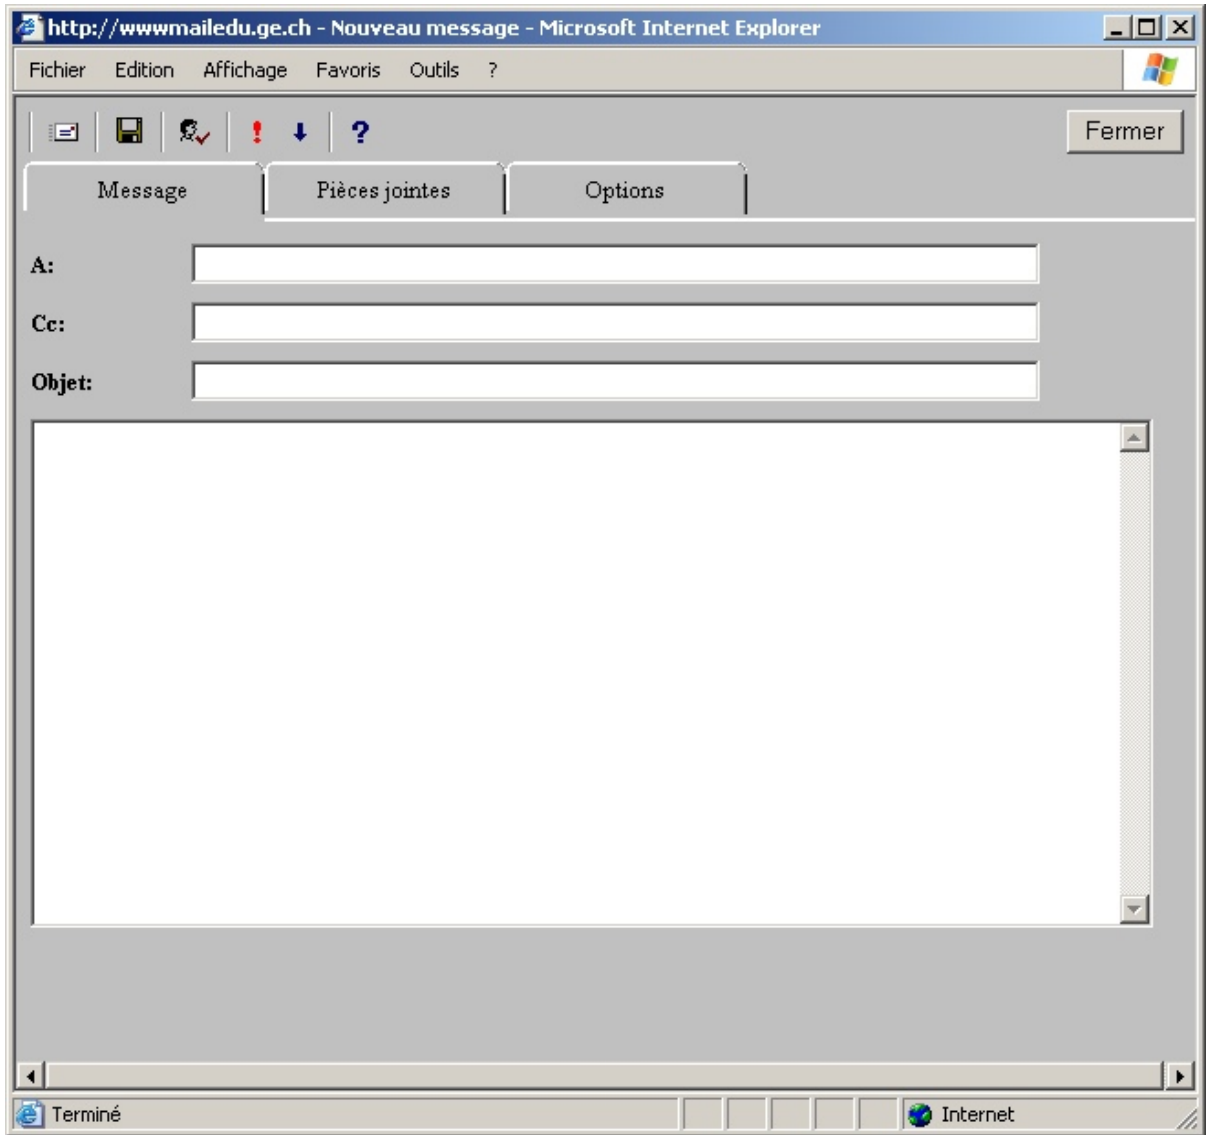 http://wwwmailedu.ge.ch - Nouveau message - Microsoft Internet Explorer
Fichier Edition Affichage Favoris Outils ?
Fermer
Message Pièces jointes Options
A:
Cc:
Objet:
Terminé Internet